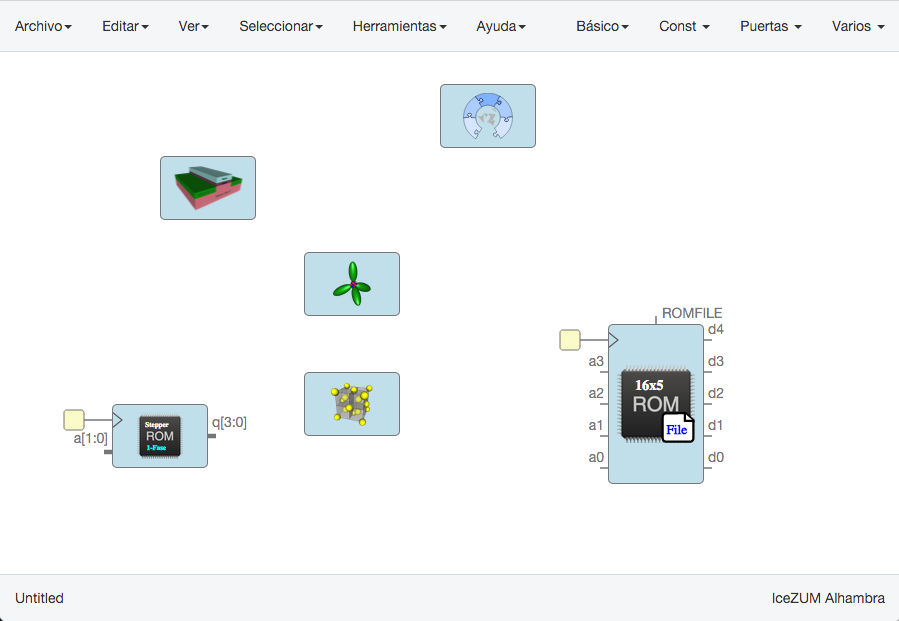 Archivo Editar Ver Seleccionar Herramientas Ayuda Básico Const Puertas Varios
ROMFILE
d4
a3
d3
16x5
ROM
a2
d2
File
a1
d1
a0
d0
a[1:0]
q[3:0]
Stepper
ROM
1-Fase
Untitled
IceZUM Alhambra